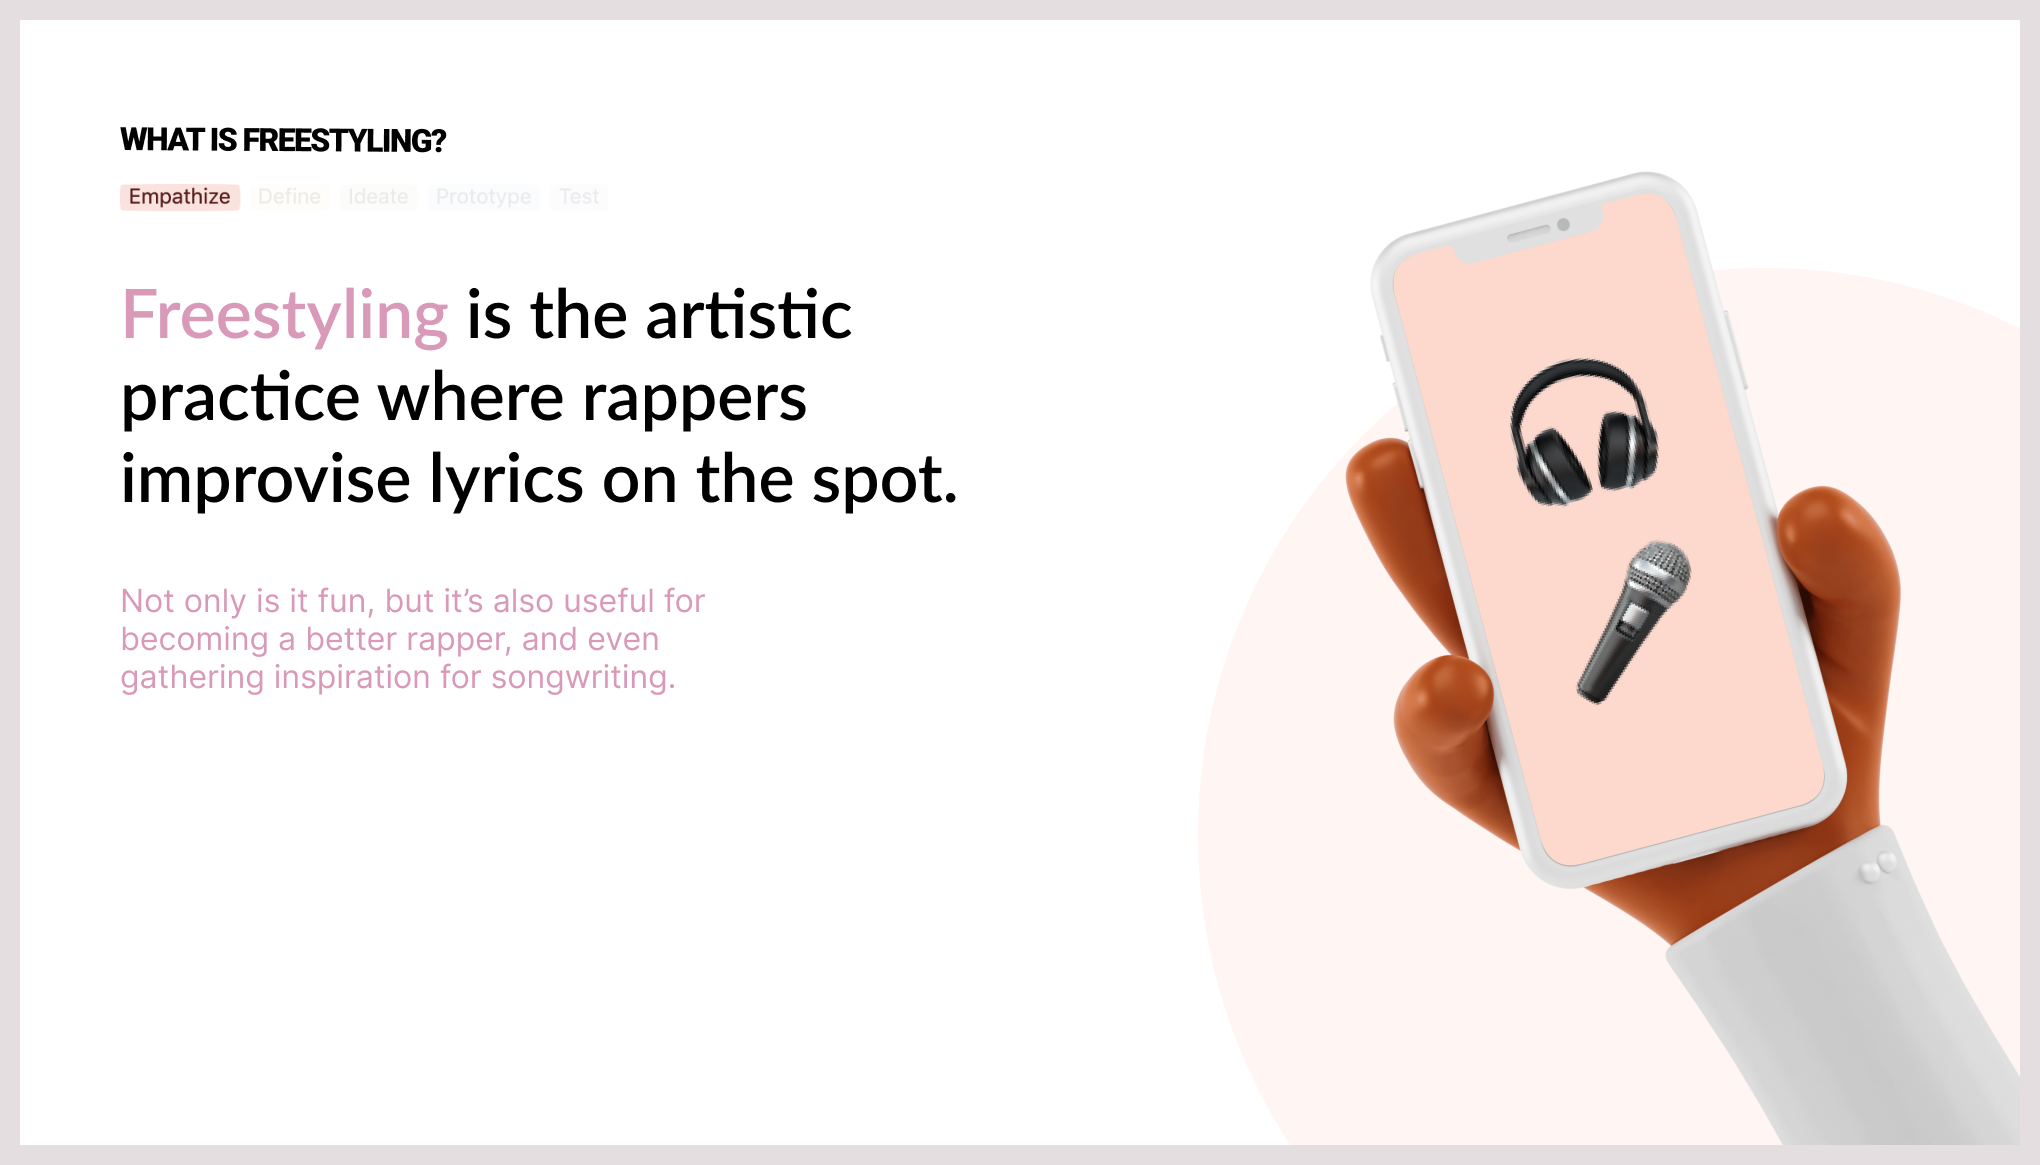 WHAT IS FREESTYLING?
Empathize Define Ideate Prototype Test
Freestyling is the artistic
practice where rappers
improvise lyrics on the spot.
Not only is it fun, but it’s also useful for
becoming a better rapper, and even
gathering inspiration for songwriting.